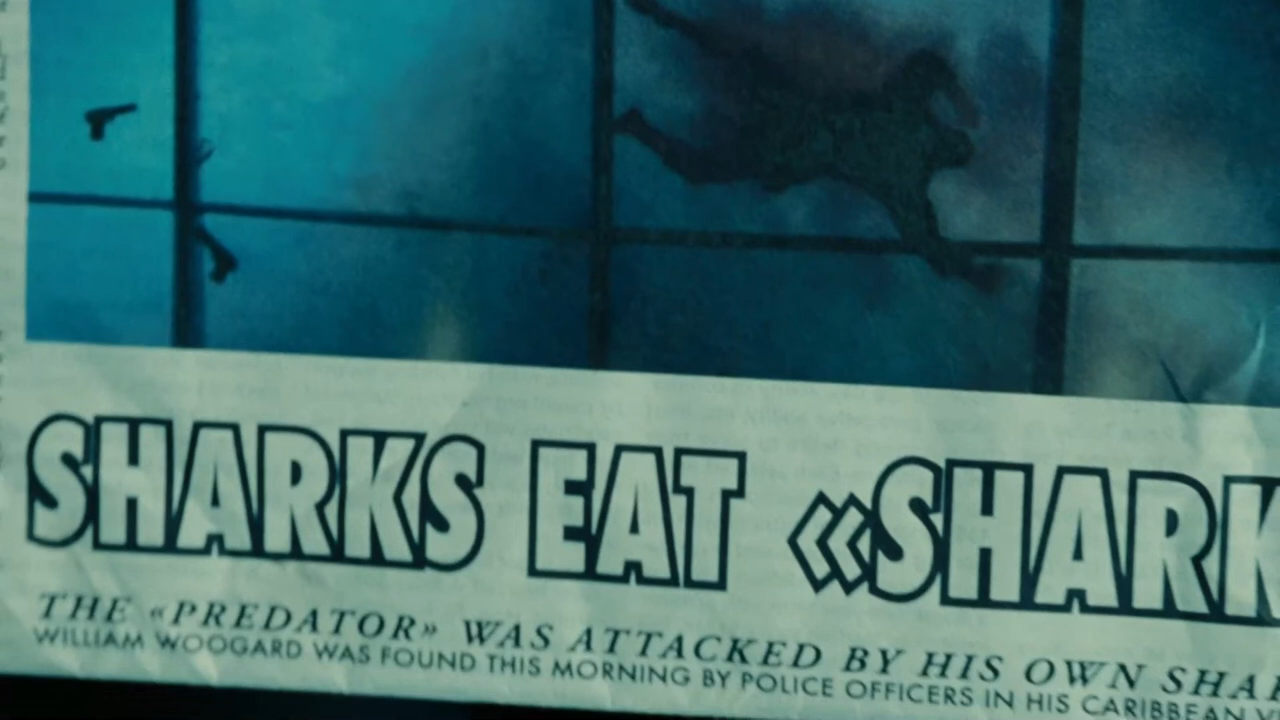 SHARKS EAT «SHARK
THE «PREDATOR» WAS ATTACKED BY HIS OWN SHAR
WILLIAM WOOGARD WAS FOUND THIS MORNING BY POLICE OFFICERS IN HIS CARIBBEAN V